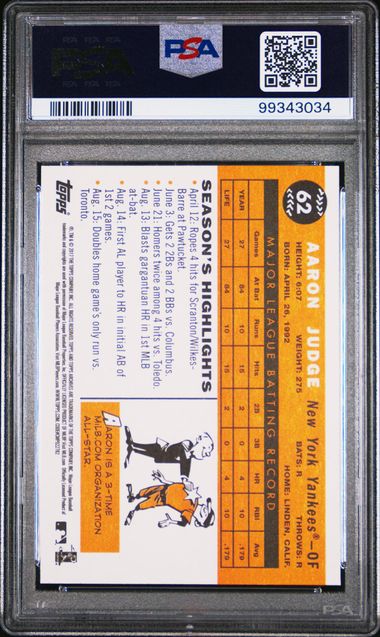 PSA
99343034
62
AARON JUDGE New York Yankees®—OF
HEIGHT: 6:07 WEIGHT: 275 BATS: R THROWS: R
BORN: APRIL 26, 1992 HOME: LINDEN, CALIF.
MAJOR LEAGUE BATTING RECORD
YEAR Games At Bat Runs Hits 2B 3B HR RBI Avg
YEAR 27 84 10 15 2 0 4 10 .179
LIFE 27 84 10 15 2 0 4 10 .179
SEASON'S HIGHLIGHTS
• April 12: Ropes 4 hits for Scranton/Wilkes-
Barre at Pawtucket.
• June 3: Gets 2 2Bs and 2 BBs vs. Columbus.
• June 21: Homers twice among 4 hits vs. Toledo.
• Aug. 13: Blasts gargantuan HR in 1st MLB
at-bat.
• Aug. 14: First AL player to HR in initial AB of
1st 2 games.
• Aug. 15: Doubles home game's only run vs.
Toronto.
AARON IS A 3-TIME
MILB.COM ORGANIZATION
ALL-STAR.
Topps
PSA